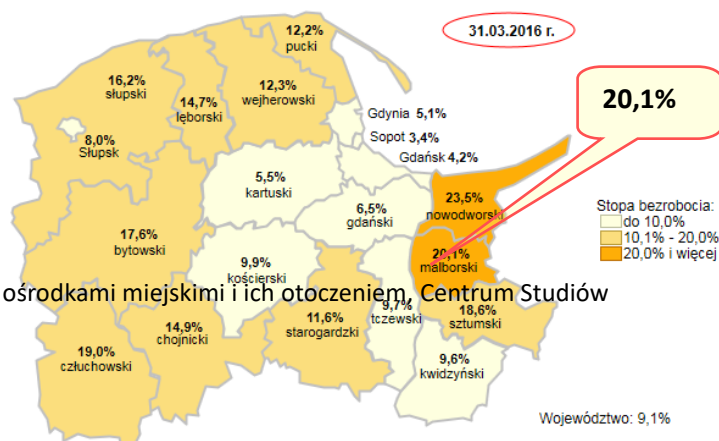 12,2%
pucki
31.03.2016 r.
16,2%
słupski
14,7%
lęborski
12,3%
wejherowski
20,1%
Gdynia 5,1%
Sopot 3,4%
Gdańsk 4,2%
8,0%
Słupsk
5,5%
kartuski
6,5%
gdański
23,5%
nowodworski
Stopa bezrobocia:
do 10,0%
10,1% - 20,0%
20,0% i więcej
17,6%
bytowski
9,9%
kościerski
20,1%
malborski
ośrodkami miejskimi i ich otoczeniem, Centrum Studiów
9,7%
tczewski
18,6%
sztumski
11,6%
starogardzki
14,9%
chojnicki
19,0%
człuchowski
9,6%
kwidzyński
Województwo: 9,1%